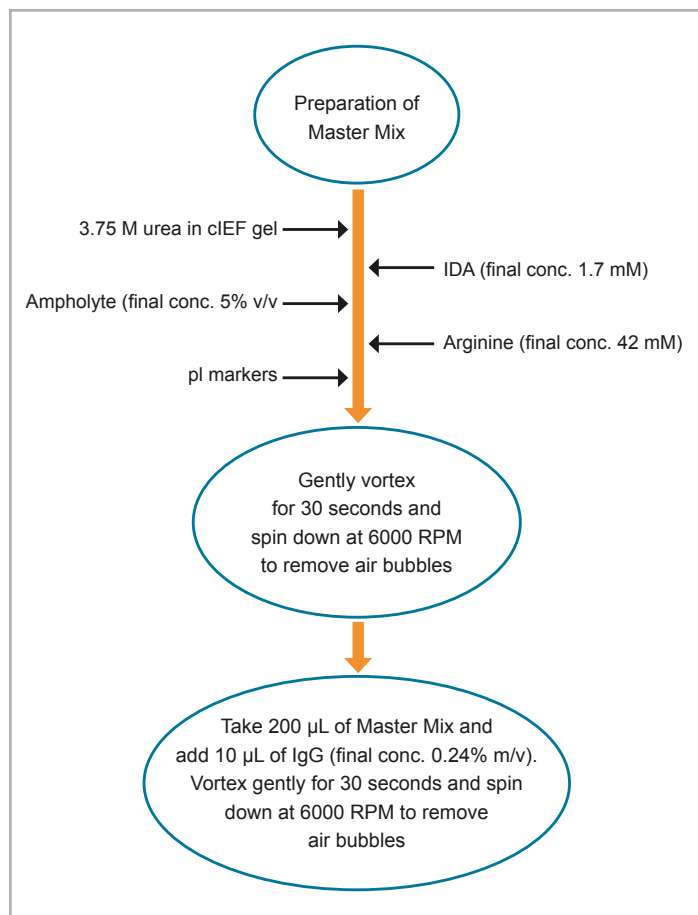 Preparation of
Master Mix
3.75 M urea in cIEF gel
IDA (final conc. 1.7 mM)
Ampholyte (final conc. 5% v/v
Arginine (final conc. 42 mM)
pI markers
Gently vortex
for 30 seconds and
spin down at 6000 RPM
to remove air bubbles
Take 200 µL of Master Mix and
add 10 µL of IgG (final conc. 0.24% m/v).
Vortex gently for 30 seconds and spin
down at 6000 RPM to remove
air bubbles